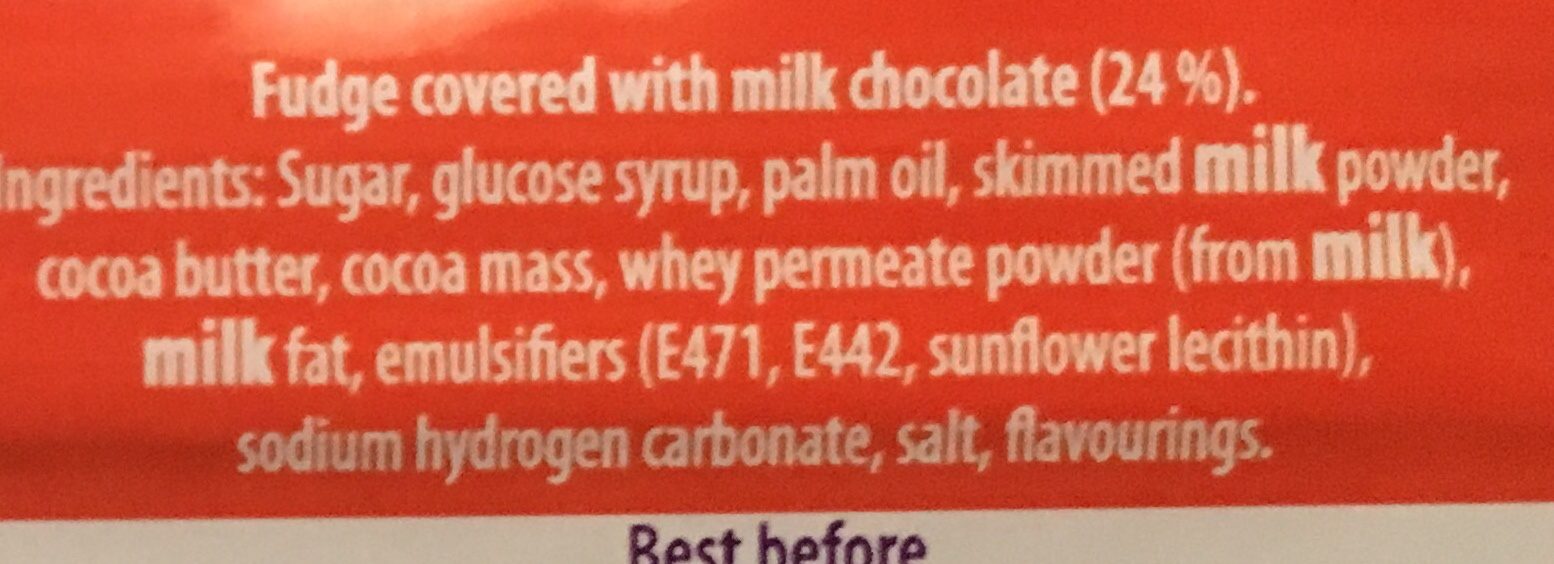 Fudge covered with milk chocolate (24 %).
Ingredients: Sugar, glucose syrup, palm oil, skimmed milk powder,
cocoa butter, cocoa mass, whey permeate powder (from milk),
milk fat, emulsifiers (E471, E442, sunflower lecithin),
sodium hydrogen carbonate, salt, flavourings.
Best before